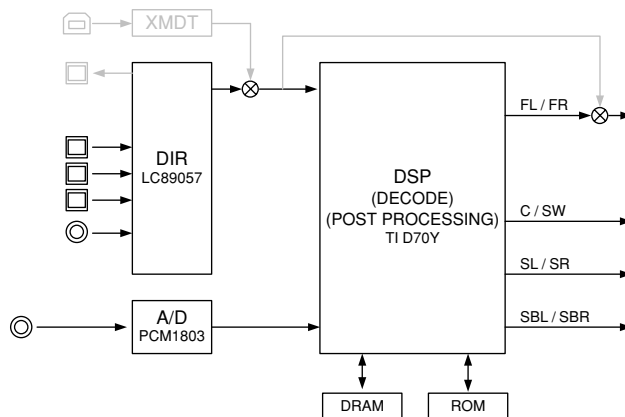 XMDT
DIR
LC89057
A/D
PCM1803
DSP
(DECODE)
(POST PROCESSING)
TI D70Y
FL / FR
C / SW
SL / SR
SBL / SBR
DRAM
ROM